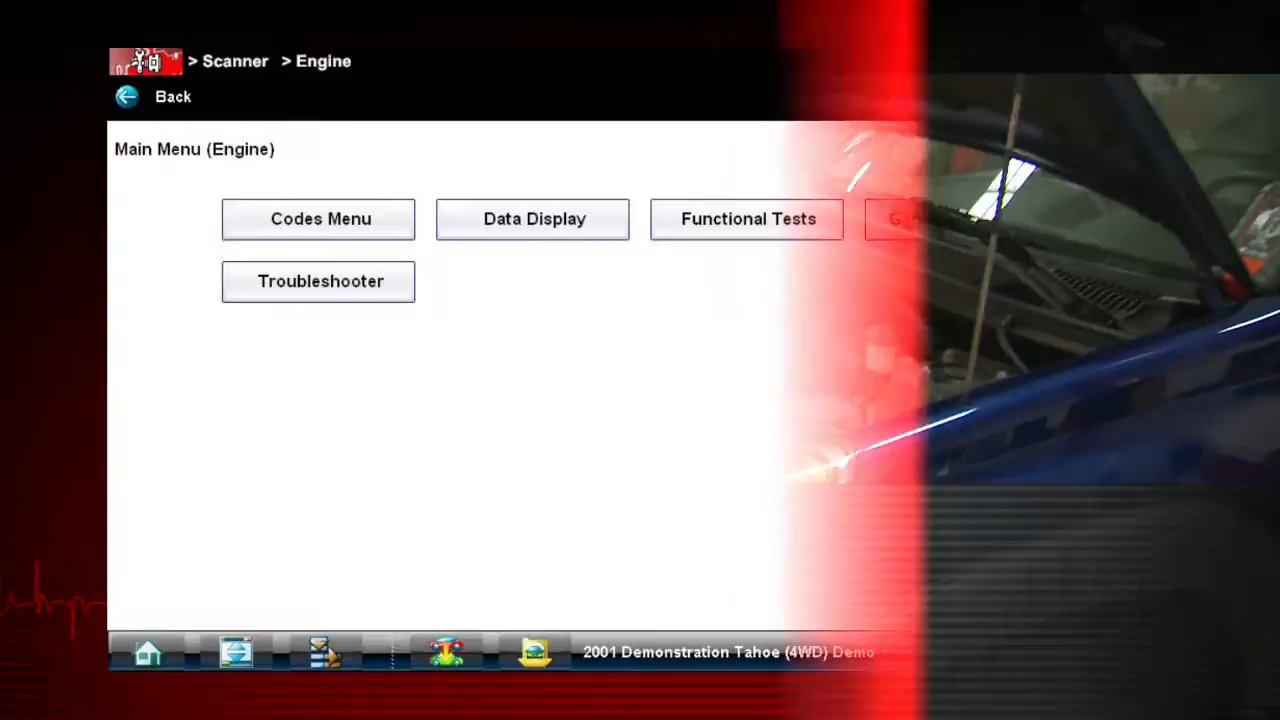 > Scanner > Engine
Back
Main Menu (Engine)
Codes Menu Data Display Functional Tests
Troubleshooter
2001 Demonstration Tahoe (4WD) Demo